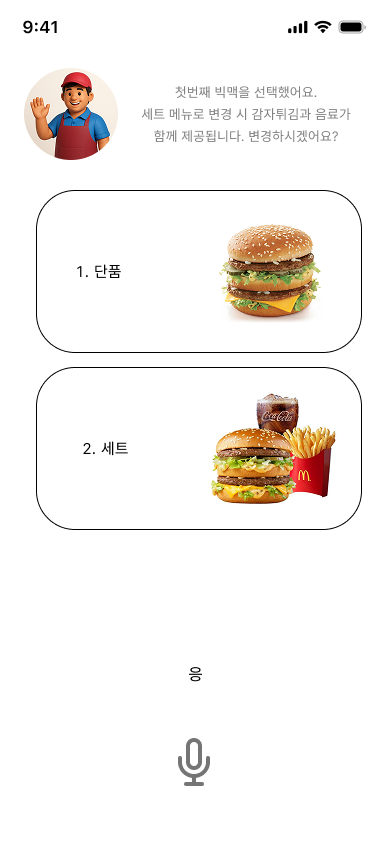 9:41
첫번째 빅맥을 선택했어요.
세트 메뉴로 변경 시 감자튀김과 음료가
함께 제공됩니다. 변경하시겠어요?
1. 단품
Coca-Cola
2. 세트
응